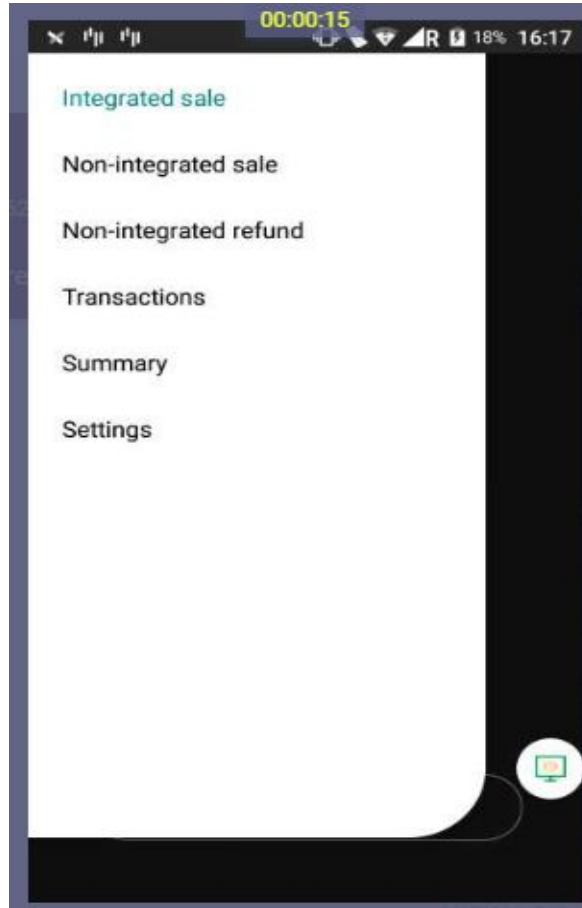 00:00:15
R 18% 16:17
Integrated sale
Non-integrated sale
Non-integrated refund
Transactions
Summary
Settings